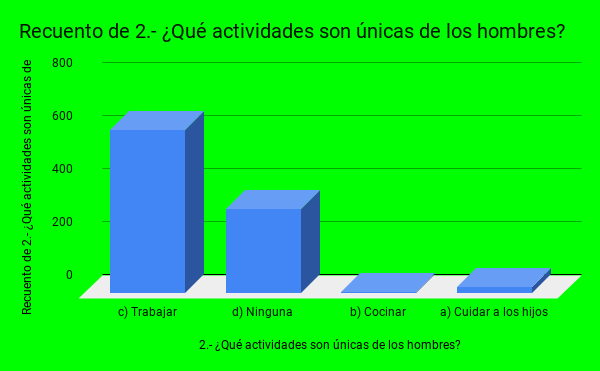 Recuento de 2.- ¿Qué actividades son únicas de los hombres?
Recuento de 2.- ¿Qué actividades son únicas de
800
600
400
200
0
c) Trabajar
d) Ninguna
b) Cocinar
a) Cuidar a los hijos
2.- ¿Qué actividades son únicas de los hombres?